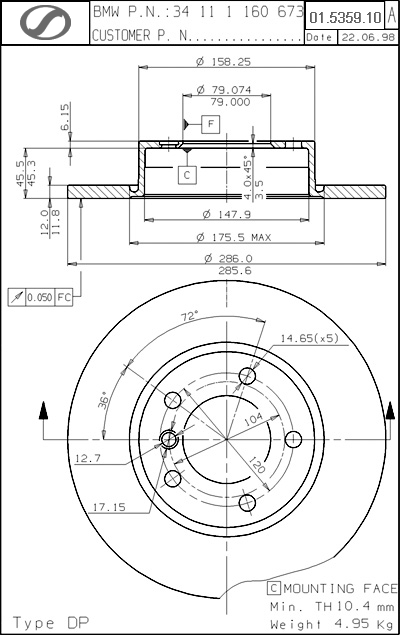 BMW P.N.:34 11 1 160 673
CUSTOMER P. N................
01.5359.10 A
Date 22.06.98
Ø 158.25
Ø 79.074
79.000
6.15
F
C
45.5
45.3
4.0x45°
3.5
12.0
11.8
Ø 147.9
Ø 175.5 MAX
Ø 286.0
285.6
0.050 FC
72°
14.65(x5)
36°
104
120
12.7
17.15
C MOUNTING FACE
Min. TH 10.4 mm
Type DP
Weight 4.95 Kg